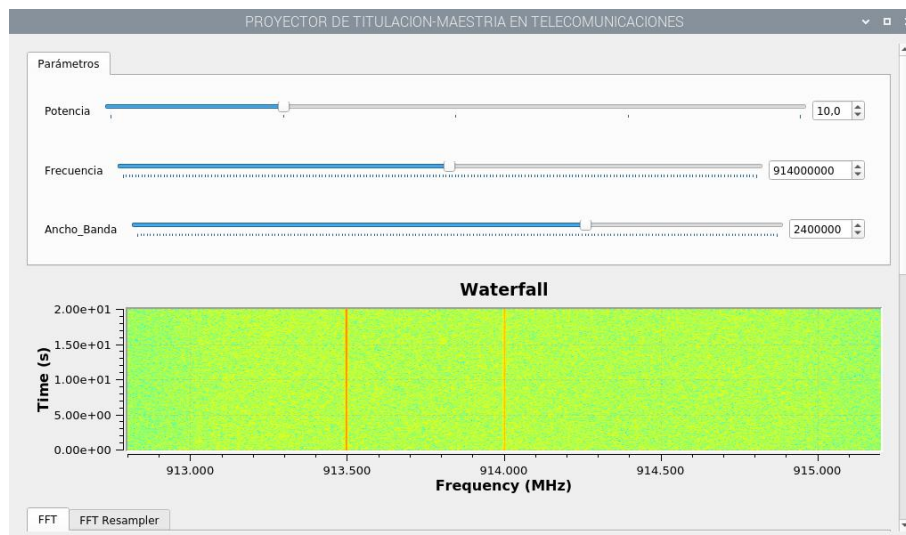 PROYECTOR DE TITULACION-MAESTRIA EN TELECOMUNICACIONES
Parámetros
Potencia 10,0
Frecuencia 914000000
Ancho_Banda 2400000
Waterfall
2.00e+01
1.50e+01
1.00e+01
5.00e+00
0.00e+00
Time (s)
913.000 913.500 914.000 914.500 915.000
Frequency (MHz)
FFT FFT Resampler